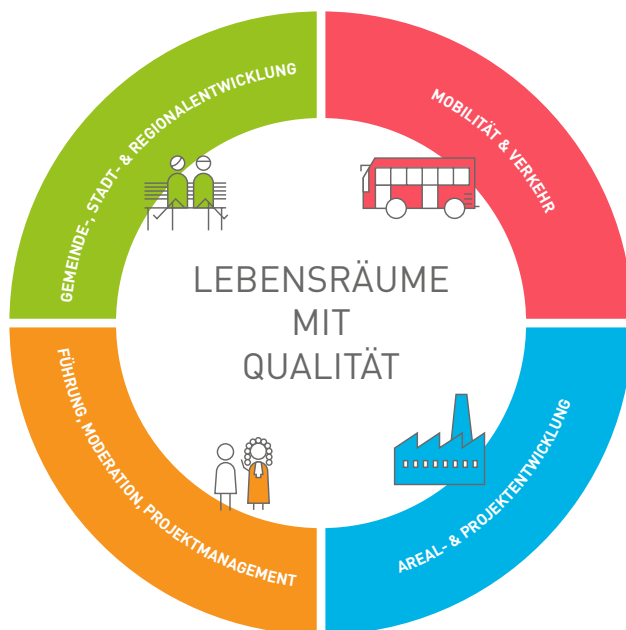 GEMEINDE-, STADT- & REGIONALENTWICKLUNG
MOBILITÄT & VERKEHR
LEBENSRÄUME
MIT
QUALITÄT
FÜHRUNG, MODERATION, PROJEKTMANAGEMENT
AREAL- & PROJEKTENTWICKLUNG